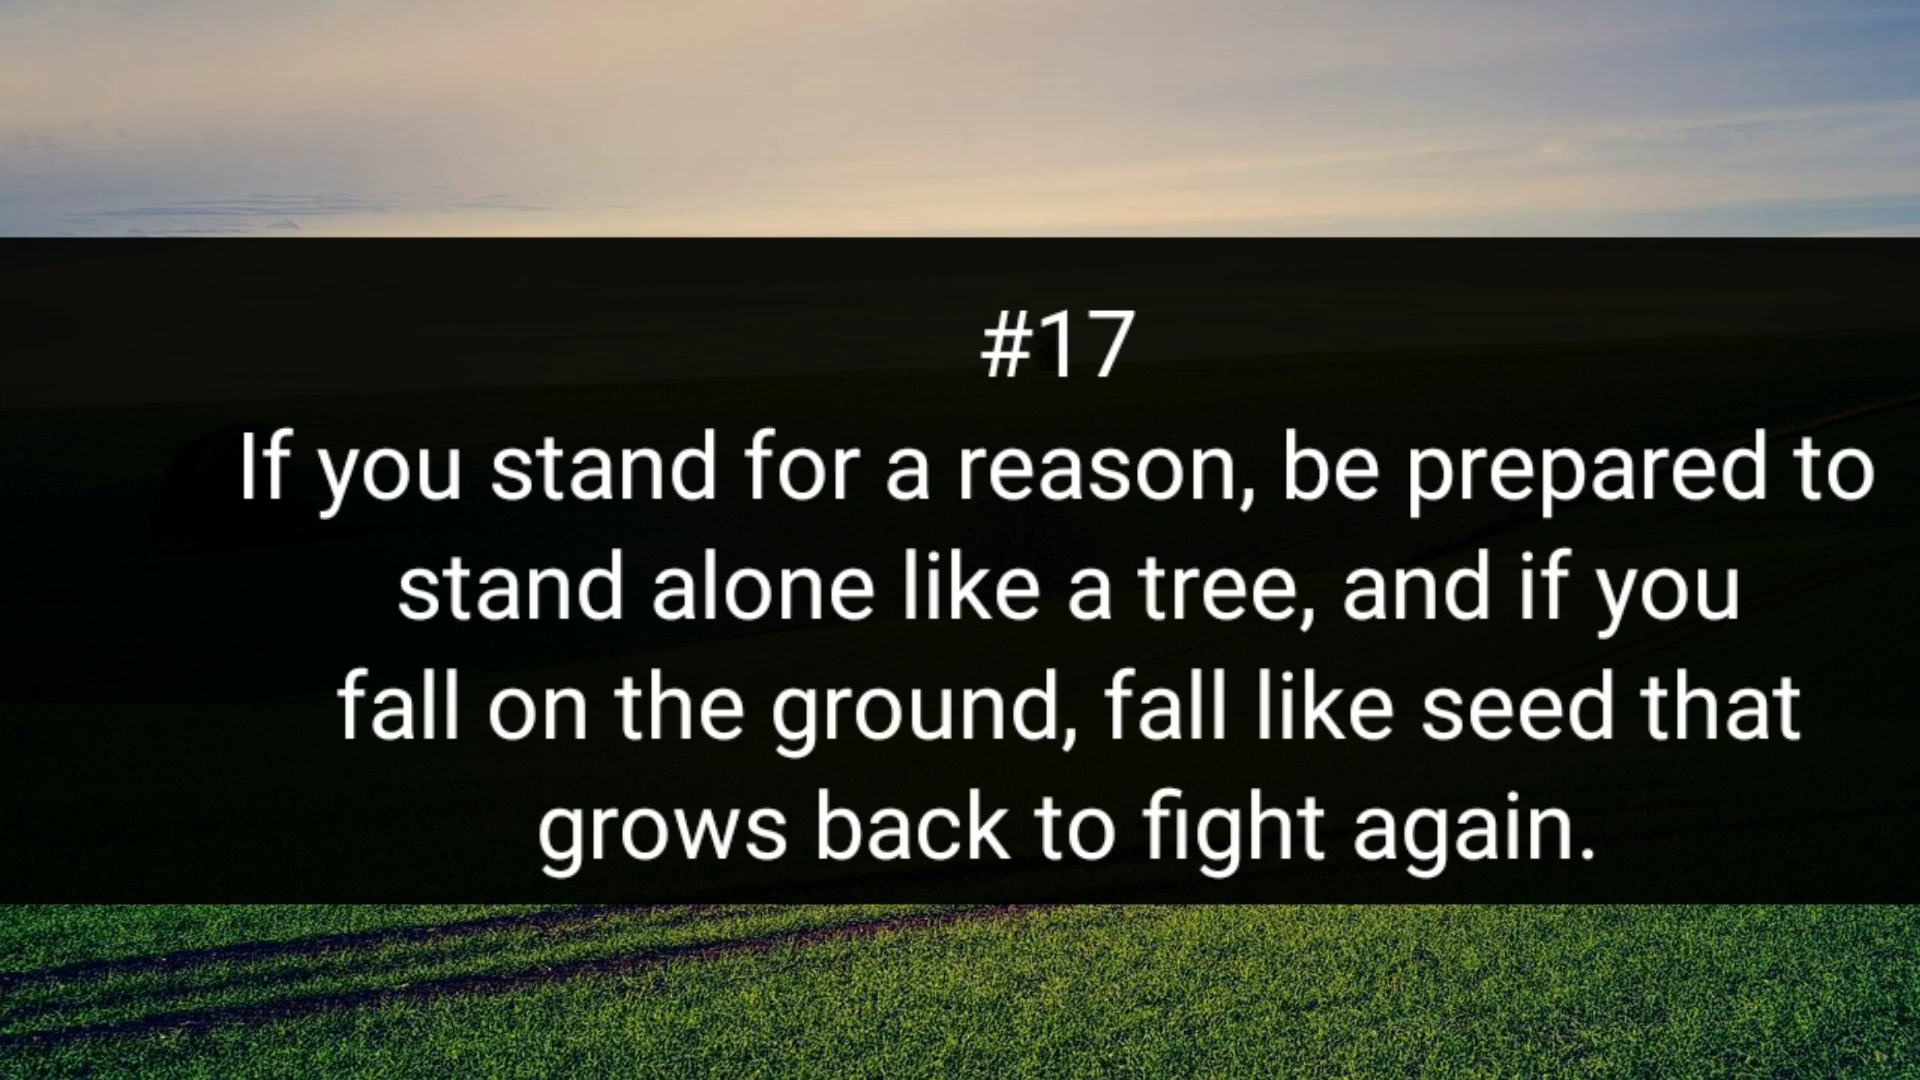 #17
If you stand for a reason, be prepared to
stand alone like a tree, and if you
fall on the ground, fall like seed that
grows back to fight again.